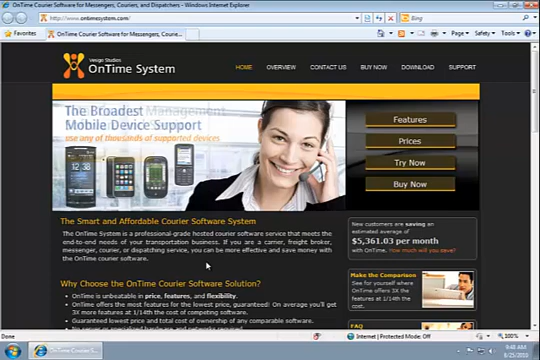 OnTime Courier Software for Messengers, Couriers, and Dispatchers - Windows Internet Explorer
http://www.ontimesystem.com/
Bing
Favorites
OnTime Courier Software for Messengers, Courie...
Page
Safety
Tools
Vesigo Studios
OnTime System
HOME OVERVIEW CONTACT US BUY NOW DOWNLOAD SUPPORT
The Broadest
Mobile Device Support
use any of thousands of supported devices
Features
Prices
Try Now
Buy Now
The Smart and Affordable Courier Software System
The OnTime System is a professional-grade hosted courier software service that meets the
end-to-end needs of your transportation business. If you are a carrier, freight broker,
messenger, courier, or dispatching service, you can be more effective and save money with
the OnTime courier software.
New customers are saving an
estimated average of
$5,361.03 per month
with OnTime. How much will you save?
Why Choose the OnTime Courier Software Solution?
OnTime is unbeatable in price, features, and flexibility.
OnTime offers the most features for the lowest price, guaranteed! On average you'll get
3X more features at 1/14th the cost of competing software.
Guaranteed lowest price and total cost of ownership of any comparable software.
Make the Comparison
See for yourself
where OnTime offers
3X the features at
1/14th the cost.
FAQ
Done
Internet | Protected Mode: Off
100%
OnTime Courier S...
9:48 AM
8/25/2010